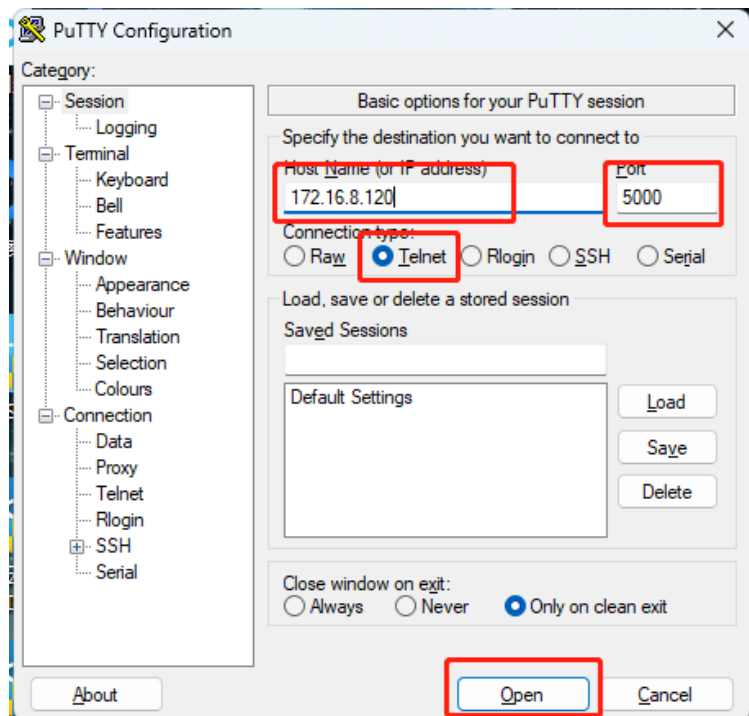 PuTTY Configuration
Category:
Session
Logging
Terminal
Keyboard
Bell
Features
Window
Appearance
Behaviour
Translation
Selection
Colours
Connection
Data
Proxy
Telnet
Rlogin
SSH
Serial
Basic options for your PuTTY session
Specify the destination you want to connect to
Host Name (or IP address) Port
172.16.8.120 5000
Connection type:
Raw Telnet Rlogin SSH Serial
Load, save or delete a stored session
Saved Sessions
Default Settings
Load
Save
Delete
Close window on exit:
Always Never Only on clean exit
About Open Cancel